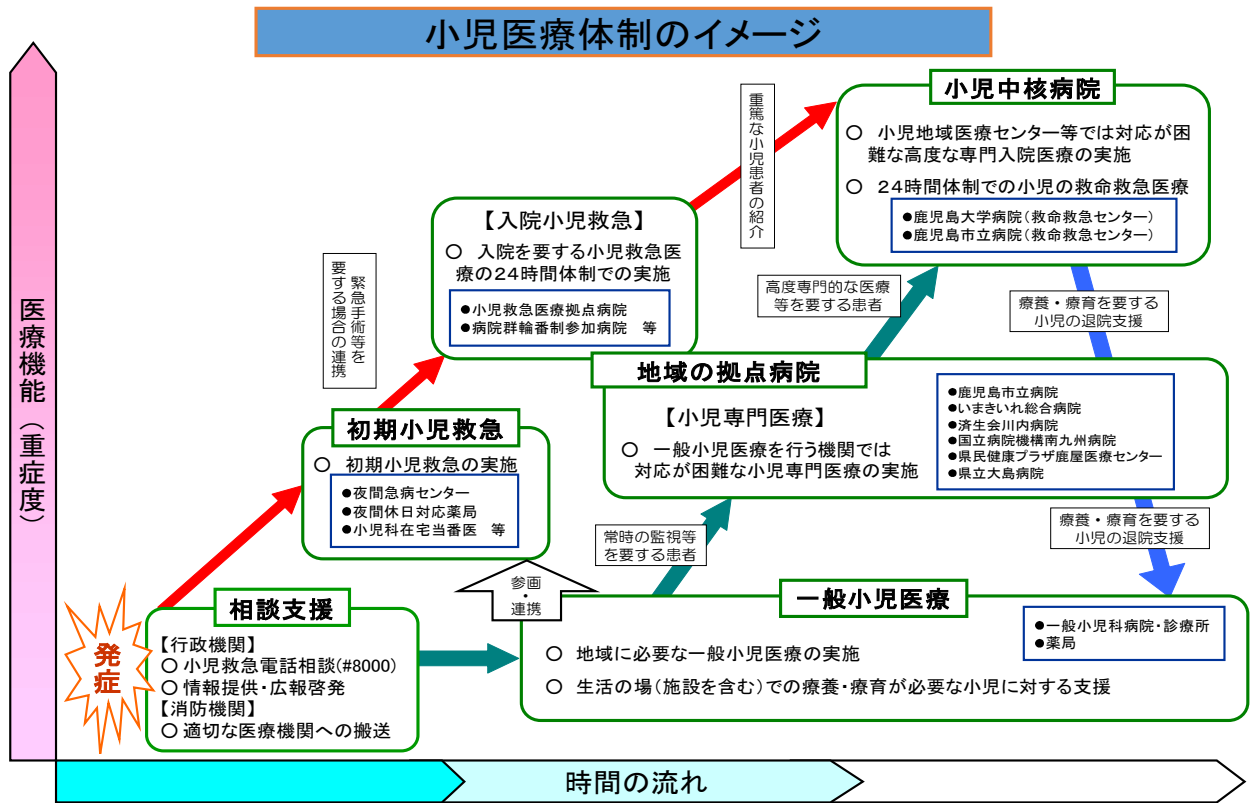 小児医療体制のイメージ
医療機能（重症度）
小児中核病院
○ 小児地域医療センター等では対応が困
難な高度な専門入院医療の実施
○ 24時間体制での小児の救命救急医療
●鹿児島大学病院（救命救急センター）
●鹿児島市立病院（救命救急センター）
重篤な小児患者の紹介
【入院小児救急】
○ 入院を要する小児救急医
療の24時間体制での実施
●小児救急医療拠点病院
●病院群輪番制参加病院 等
緊急手術等を
要する場合の連携
高度専門的な医療
等を要する患者
療養・療育を要する
小児の退院支援
地域の拠点病院
【小児専門医療】
○ 一般小児医療を行う機関では
対応が困難な小児専門医療の実施
●鹿児島市立病院
●いまきいれ総合病院
●済生会川内病院
●国立病院機構南九州病院
●県民健康プラザ鹿屋医療センター
●県立大島病院
初期小児救急
○ 初期小児救急の実施
●夜間急病センター
●夜間休日対応薬局
●小児科在宅当番医 等
常時の監視等
を要する患者
療養・療育を要する
小児の退院支援
参画
・
連携
発症
相談支援
【行政機関】
○ 小児救急電話相談(#8000)
○ 情報提供・広報啓発
【消防機関】
○ 適切な医療機関への搬送
一般小児医療
○ 地域に必要な一般小児医療の実施
○ 生活の場（施設を含む）での療養・療育が必要な小児に対する支援
●一般小児科病院・診療所
●薬局
時間の流れ